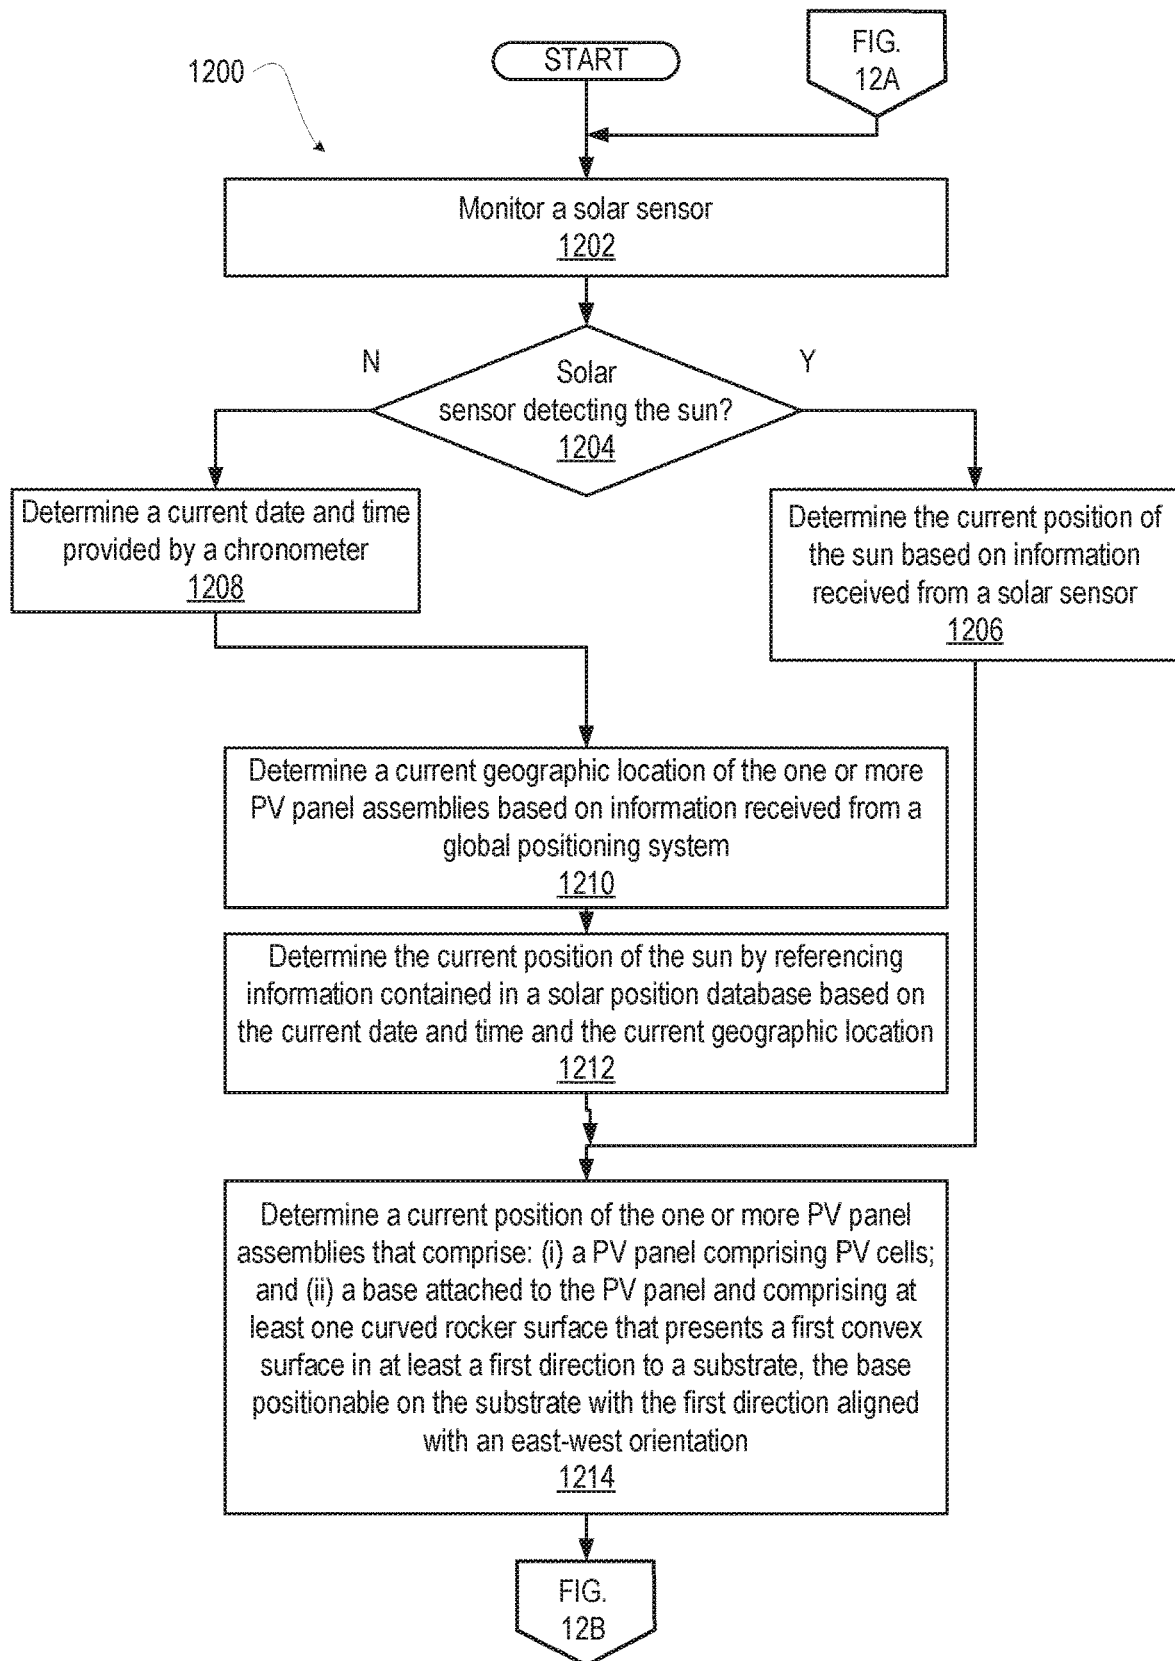 START
FIG.
12A
1200
Monitor a solar sensor
1202
N
Y
Solar
sensor detecting the sun?
1204
Determine a current date and time
provided by a chronometer
1208
Determine the current position of
the sun based on information
received from a solar sensor
1206
Determine a current geographic location of the one or more
PV panel assemblies based on information received from a
global positioning system
1210
Determine the current position of the sun by referencing
information contained in a solar position database based on
the current date and time and the current geographic location
1212
Determine a current position of the one or more PV panel
assemblies that comprise: (i) a PV panel comprising PV cells;
and (ii) a base attached to the PV panel and comprising at
least one curved rocker surface that presents a first convex
surface in at least a first direction to a substrate, the base
positionable on the substrate with the first direction aligned
with an east-west orientation
1214
FIG.
12B